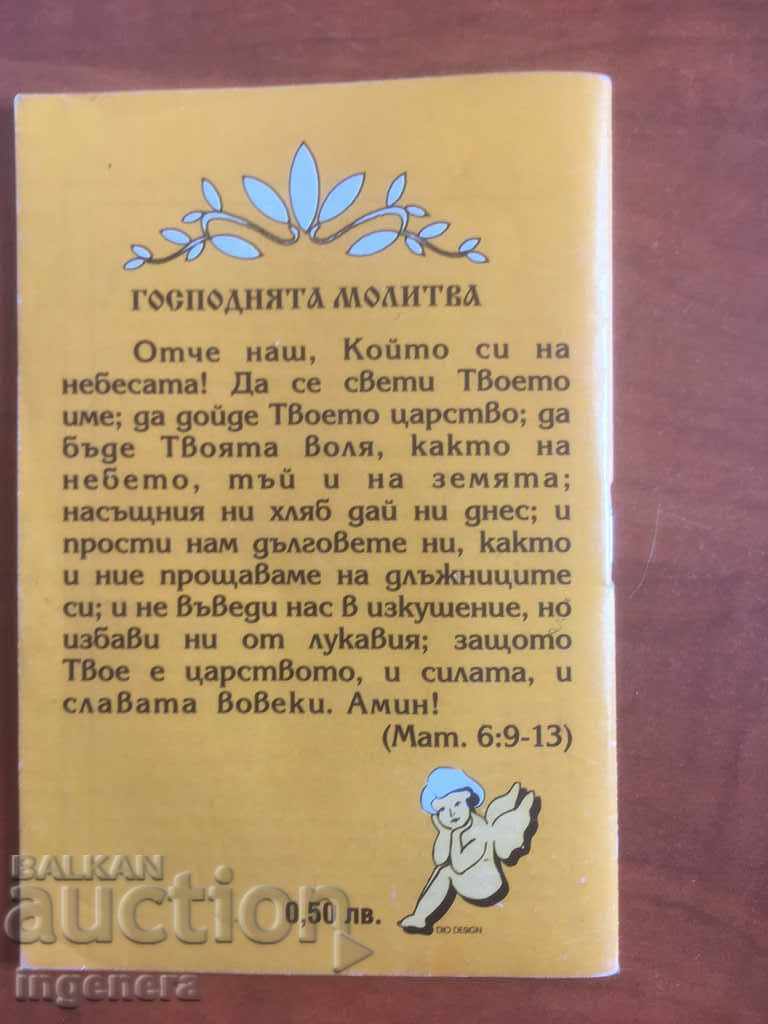 ГОСПОДНЯТА МОЛИТВА
Отче наш, Който си на
небесата! Да се свети Твоето
име; да дойде Твоето царство; да
бъде Твоята воля, както на
небето, тъй и на земята;
насъщния ни хляб дай ни днес; и
прости нам дълговете ни, както
и ние прощаваме на длъжниците
си; и не въведи нас в изкушение, но
избави ни от лукавия; защото
Твое е царството, и силата, и
славата вовеки. Амин!
(Мат. 6:9-13)
0,50 лв.
DIO DESIGN
BALKAN
auction
ingenera